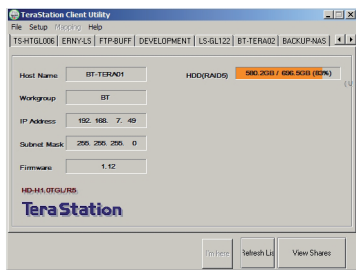 TeraStation Client Utility
File Setup Mapping Help
TS-HTGL006 ERNY-LS FTP-BUFF DEVELOPMENT LS-GL122 BT-TERA02 BACKUP-NAS
Host Name BT-TERA01 HDD(RAID5) 580.2GB / 696.5GB (83%)
Workgroup BT
IP Address 192. 168. 7. 49
Subnet Mask 255. 255. 255. 0
Firmware 1.12
HD-H1.0TGL/R5
TeraStation
I'm here Refresh Lis View Shares